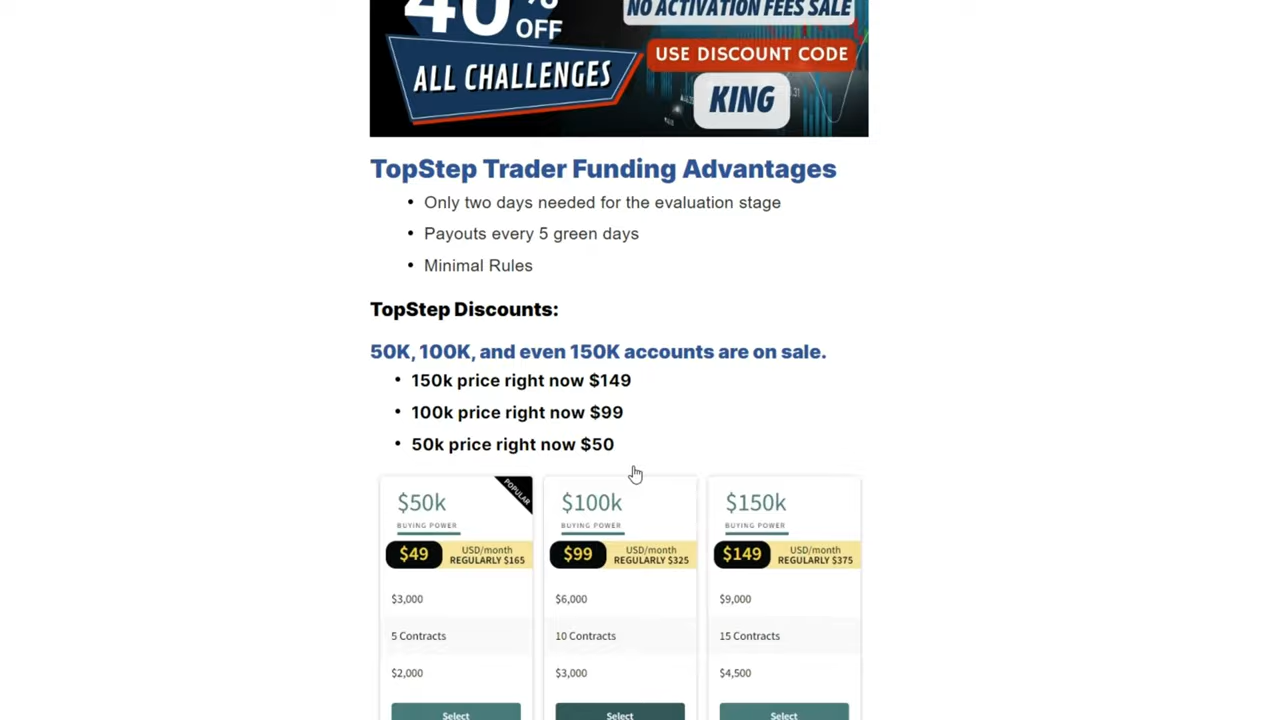 40%
OFF
ALL CHALLENGES
NO ACTIVATION FEES SALE
USE DISCOUNT CODE
KING
TopStep Trader Funding Advantages
• Only two days needed for the evaluation stage
• Payouts every 5 green days
• Minimal Rules
TopStep Discounts:
50K, 100K, and even 150K accounts are on sale.
• 150k price right now $149
• 100k price right now $99
• 50k price right now $50
$50k POPULAR $100k $150k
BUYING POWER BUYING POWER BUYING POWER
$49 USD/month REGULARLY $165 $99 USD/month REGULARLY $325 $149 USD/month REGULARLY $375
$3,000 $6,000 $9,000
5 Contracts 10 Contracts 15 Contracts
$2,000 $3,000 $4,500
Select Select Select